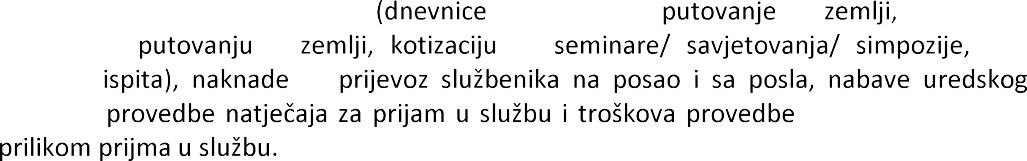 (dnevnice putovanje zemlji,
putovanju zemlji, kotizaciju seminare/ savjetovanja/ simpozije,
ispita), naknade prijevoz službenika na posao i sa posla, nabave uredskog
provedbe natječaja za prijam u službu i troškova provedbe
prilikom prijma u službu.